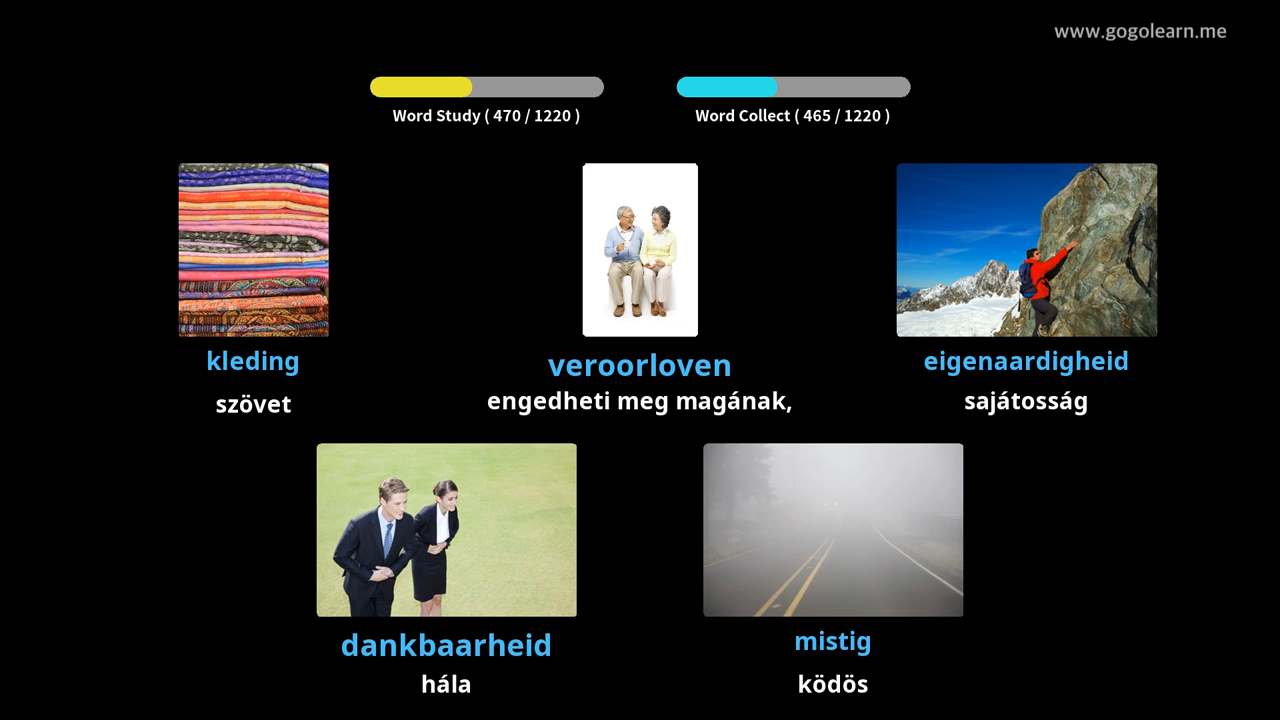 www.gogolearn.me
Word Study ( 470 / 1220 )
Word Collect ( 465 / 1220 )
kleding
szövet
veroorloven
engedheti meg magának,
eigenaardigheid
sajátosság
dankbaarheid
hála
mistig
ködös